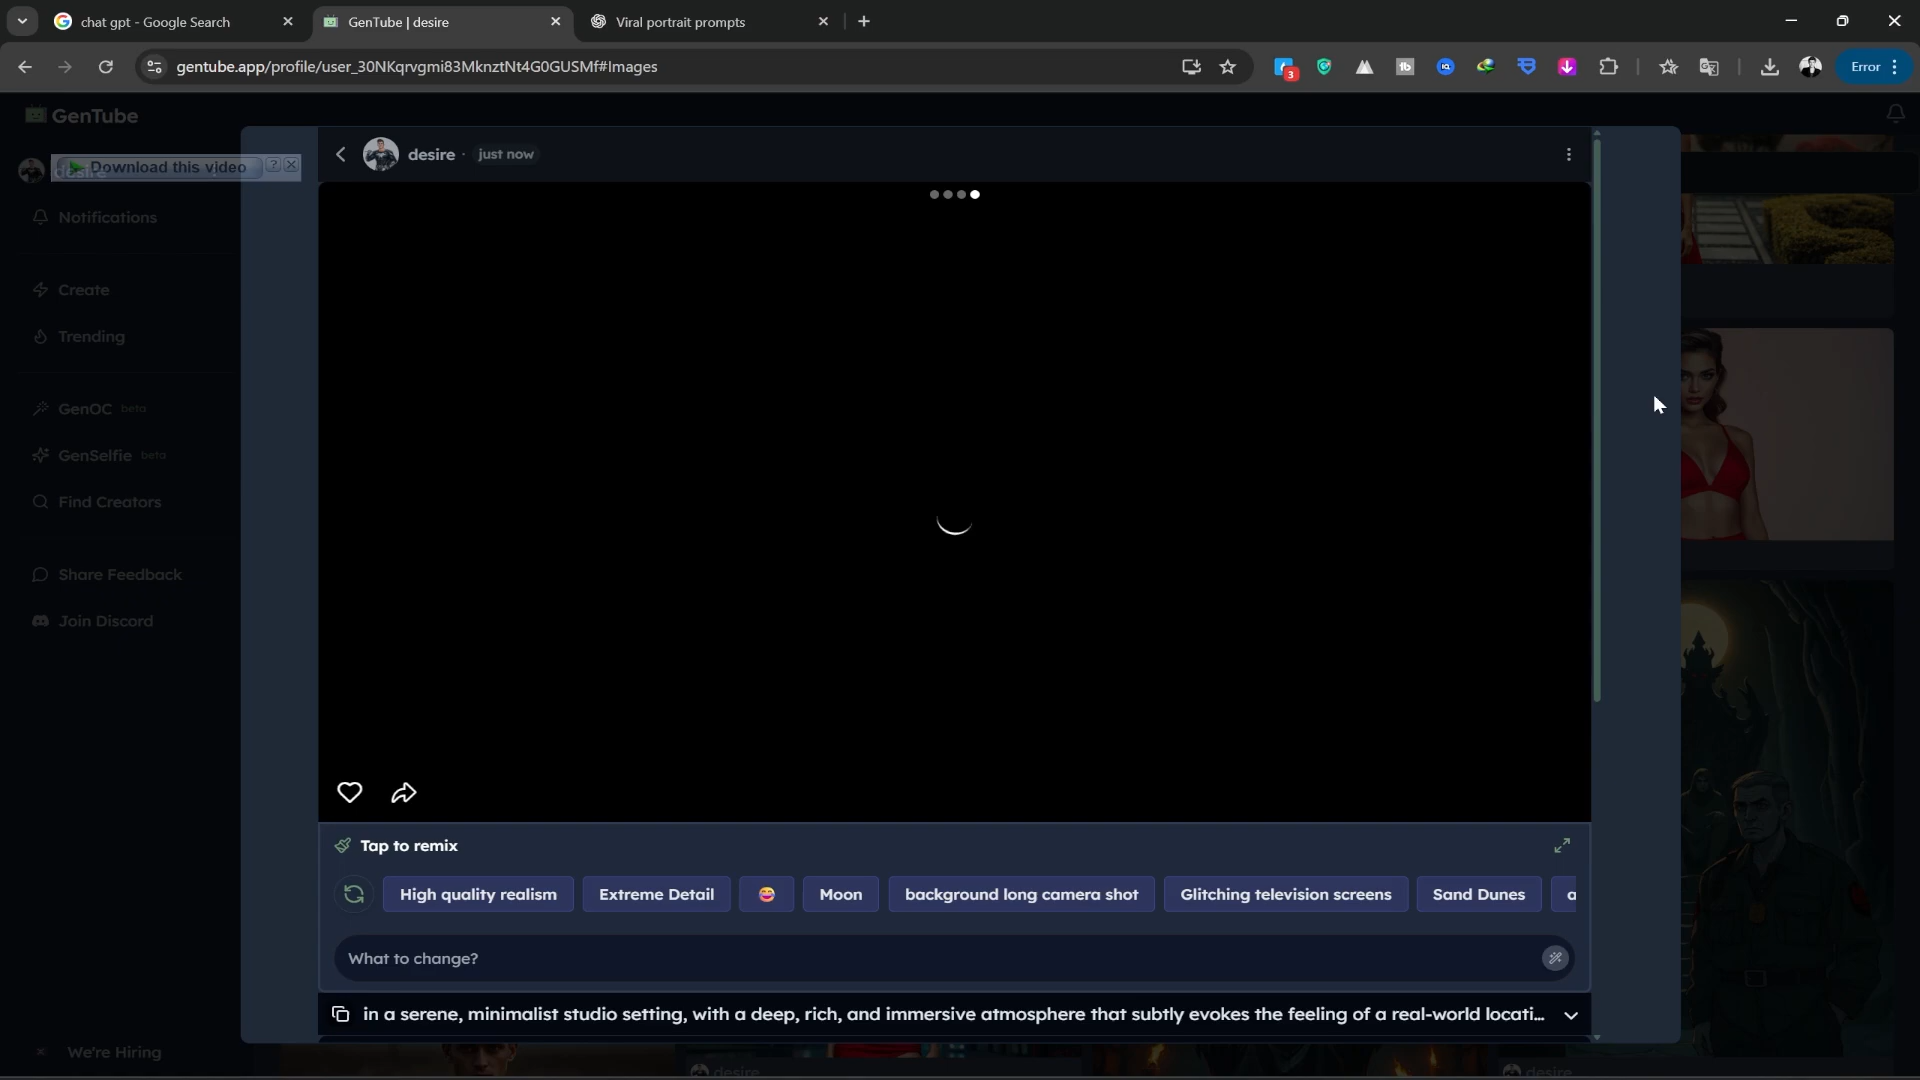 chat gpt - Google Search
GenTube | desire
Viral portrait prompts
gentube.app/profile/user_30NKqrvgmi83MknztNt4G0GUSMf#Images
3
Error
GenTube
Download this video
desire
Notifications
Create
Trending
GenOC beta
GenSelfie beta
Find Creators
Share Feedback
Join Discord
We're Hiring
desire · just now
Tap to remix
High quality realism
Extreme Detail
Moon
background long camera shot
Glitching television screens
Sand Dunes
a
What to change?
in a serene, minimalist studio setting, with a deep, rich, and immersive atmosphere that subtly evokes the feeling of a real-world locati...
desire
desire